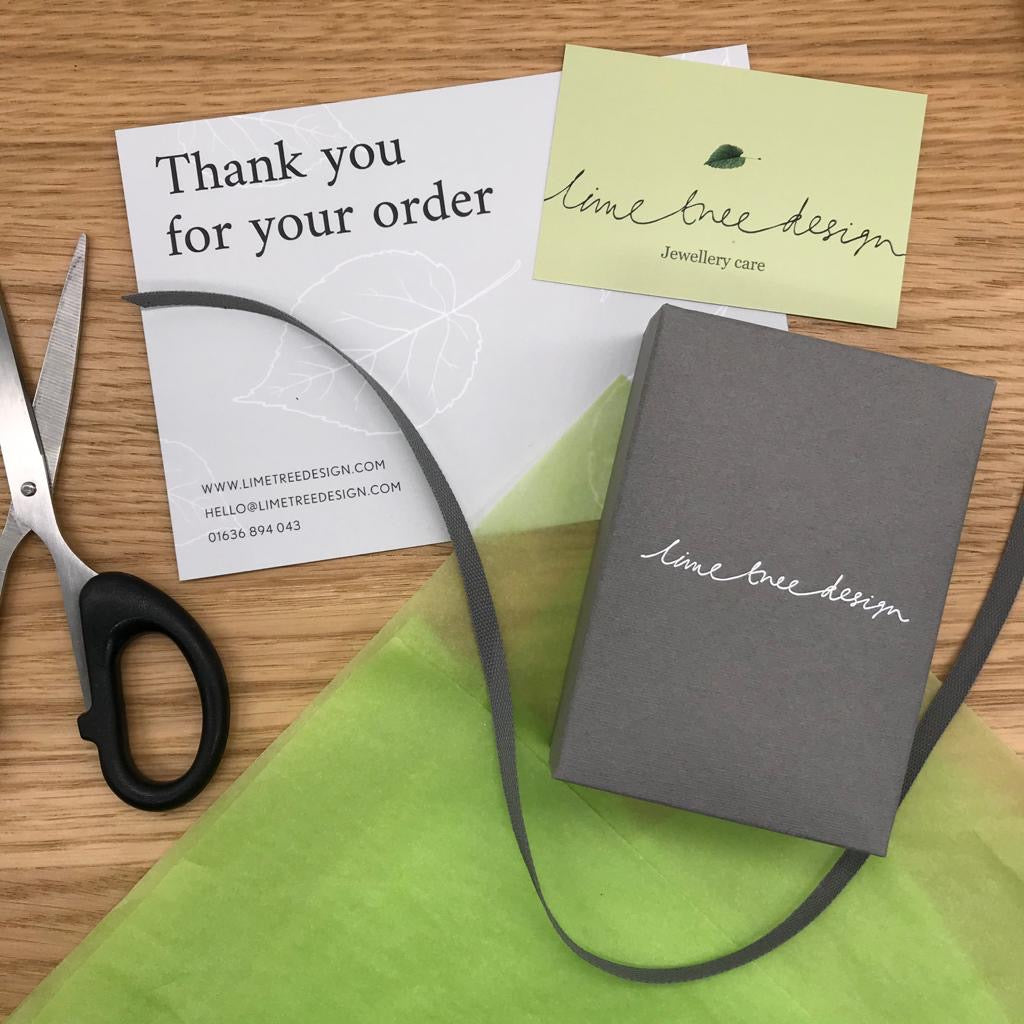 Thank you
for your order
WWW.LIMETREEDESIGN.COM
HELLO@LIMETREEDESIGN.COM
01636 894 043
lime tree design
Jewellery care
lime tree design